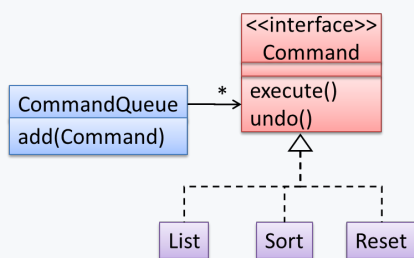 <<interface>>
Command
execute()
undo()
CommandQueue
add(Command)
*
List
Sort
Reset